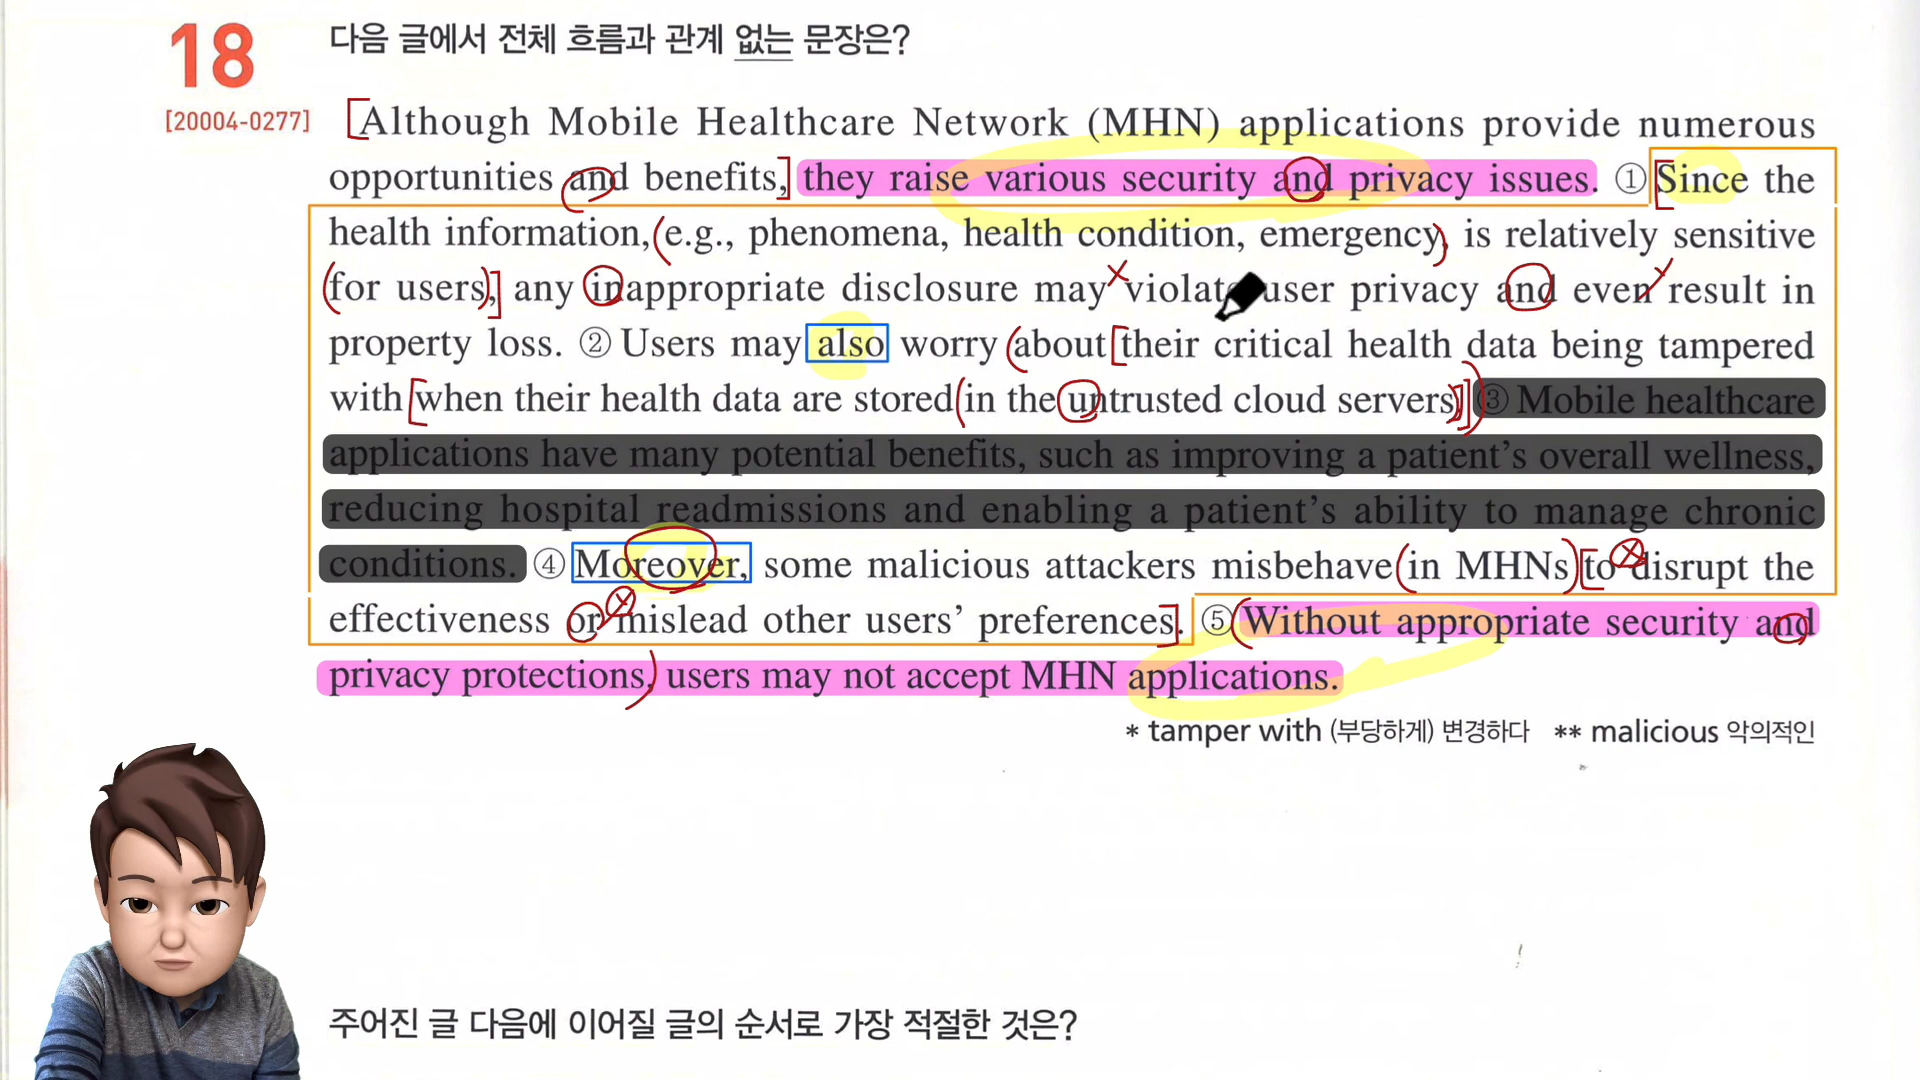 18
다음 글에서 전체 흐름과 관계 없는 문장은?
[20004-0277]
Although Mobile Healthcare Network (MHN) applications provide numerous
opportunities and benefits, they raise various security and privacy issues. ① Since the
health information, (e.g., phenomena, health condition, emergency) is relatively sensitive
for users, any inappropriate disclosure may violate user privacy and even result in
property loss. ② Users may also worry about their critical health data being tampered
with when their health data are stored in the untrusted cloud servers. ③ Mobile healthcare
applications have many potential benefits, such as improving a patient's overall wellness,
reducing hospital readmissions and enabling a patient's ability to manage chronic
conditions. ④ Moreover, some malicious attackers misbehave in MHNs to disrupt the
effectiveness or mislead other users' preferences. ⑤ Without appropriate security and
privacy protections, users may not accept MHN applications.
* tamper with (부당하게) 변경하다 ** malicious 악의적인
주어진 글 다음에 이어질 글의 순서로 가장 적절한 것은?